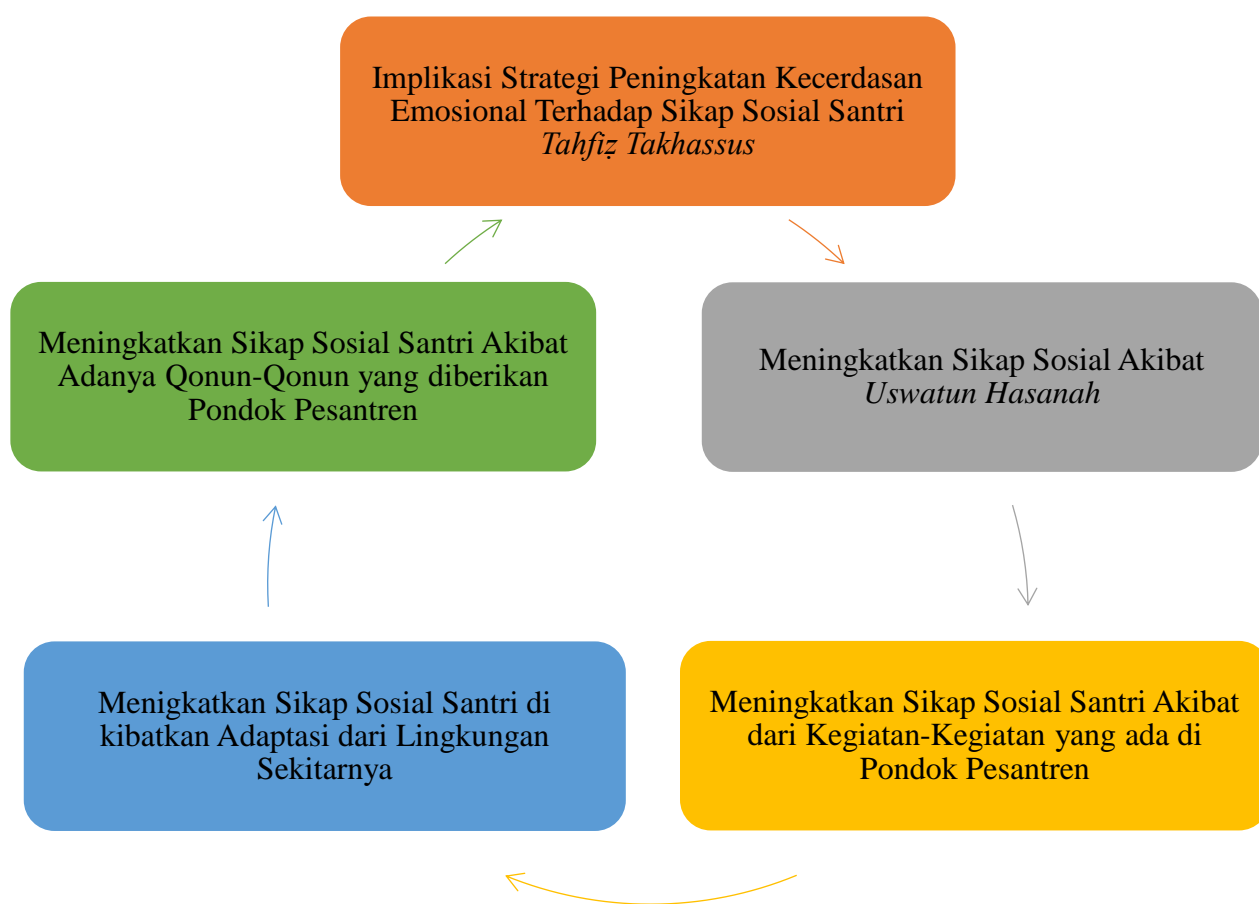 Implikasi Strategi Peningkatan Kecerdasan
Emosional Terhadap Sikap Sosial Santri
Tahfiẓ Takhassus
Meningkatkan Sikap Sosial Akibat
Uswatun Hasanah
Meningkatkan Sikap Sosial Santri Akibat
dari Kegiatan-Kegiatan yang ada di
Pondok Pesantren
Menigkatkan Sikap Sosial Santri di
kibatkan Adaptasi dari Lingkungan
Sekitarnya
Meningkatkan Sikap Sosial Santri Akibat
Adanya Qonun-Qonun yang diberikan
Pondok Pesantren